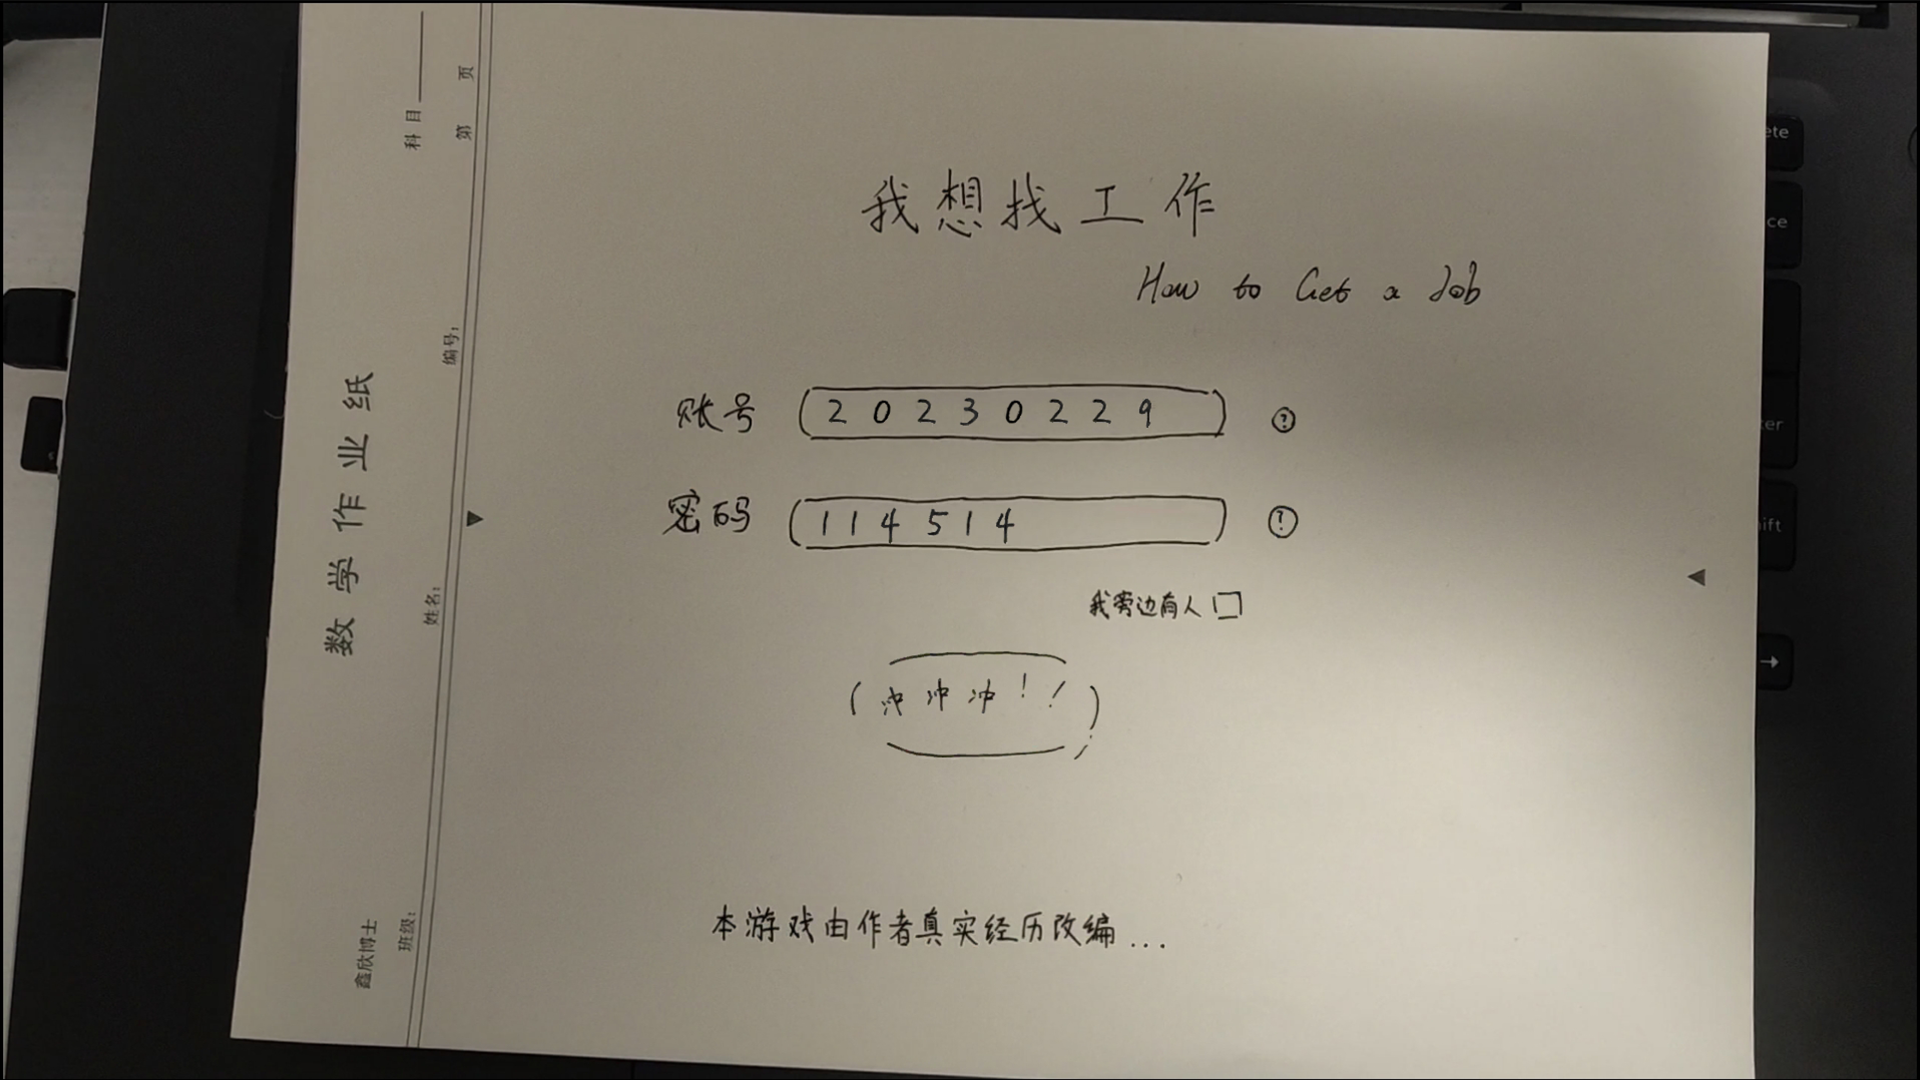 我想找工作
How to Get a Job
账号 20230229 ?
密码 114514 !
我旁边有人
冲冲冲！！
本游戏由作者真实经历改编...
数学作业纸
科目
第 页
编号：
姓名：
班级：
鑫欣博士
ete
ce
ter
hift
→